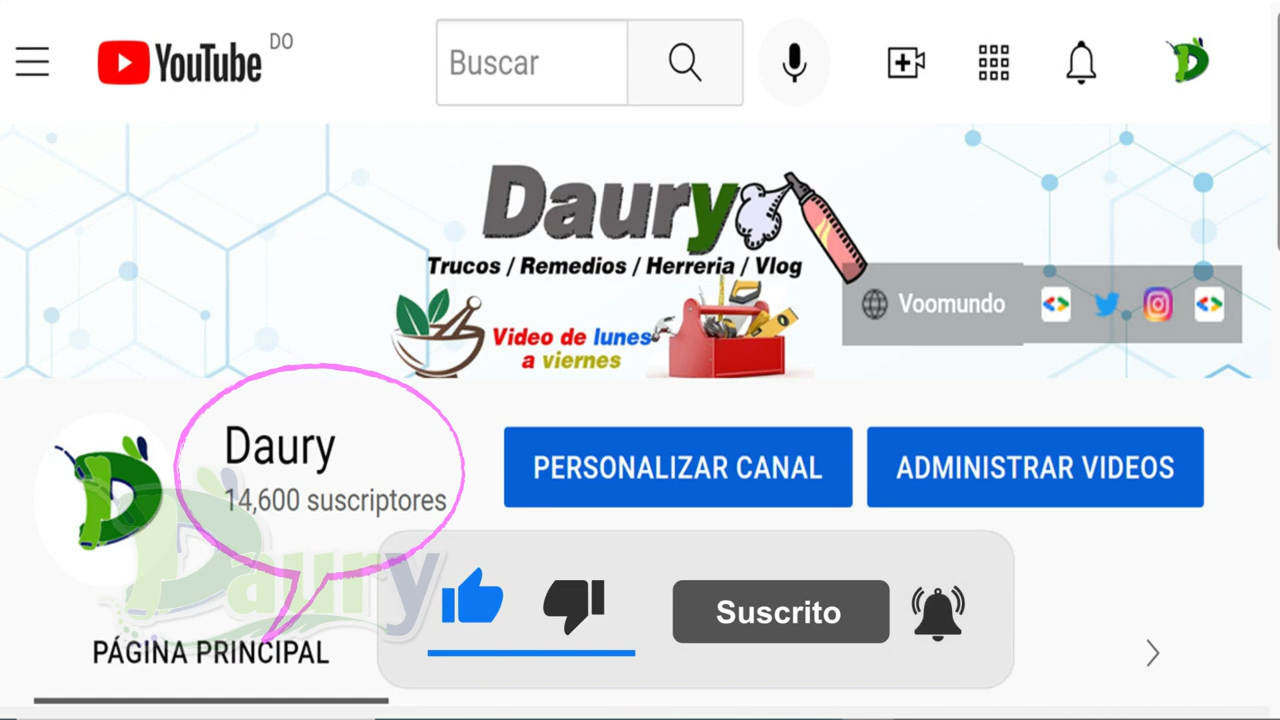 YouTube DO
Buscar
Daury
Trucos / Remedios / Herreria / Vlog
Voomundo
Video de lunes
a viernes
Daury
14,600 suscriptores
PERSONALIZAR CANAL
ADMINISTRAR VIDEOS
Daury
Suscrito
PÁGINA PRINCIPAL